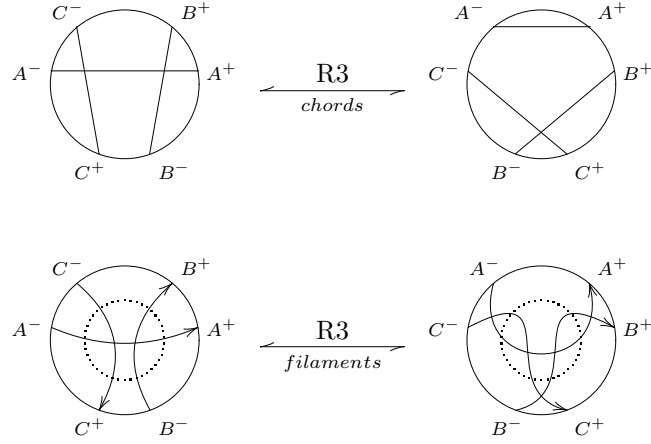 C⁻ B⁺ A⁻ A⁺
A⁻ A⁺ R3 C⁻ B⁺
chords
C⁺ B⁻ B⁻ C⁺
C⁻ B⁺ A⁻ A⁺
A⁻ A⁺ R3 C⁻ B⁺
filaments
C⁺ B⁻ B⁻ C⁺